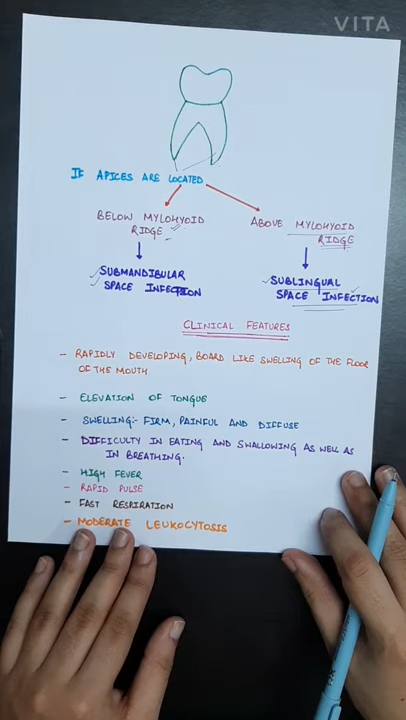 VITA
IF APICES ARE LOCATED
BELOW MYLOHYOID
RIDGE
ABOVE MYLOHYOID
RIDGE
SUBMANDIBULAR
SPACE INFECTION
SUBLINGUAL
SPACE INFECTION
CLINICAL FEATURES
- RAPIDLY DEVELOPING, BOARD LIKE SWELLING OF THE FLOOR
OF THE MOUTH
- ELEVATION OF TONGUE
- SWELLING:- FIRM, PAINFUL AND DIFFUSE
- DIFFICULTY IN EATING AND SWALLOWING AS WELL AS
IN BREATHING.
- HIGH FEVER
- RAPID PULSE
- FAST RESPIRATION
- MODERATE LEUKOCYTOSIS